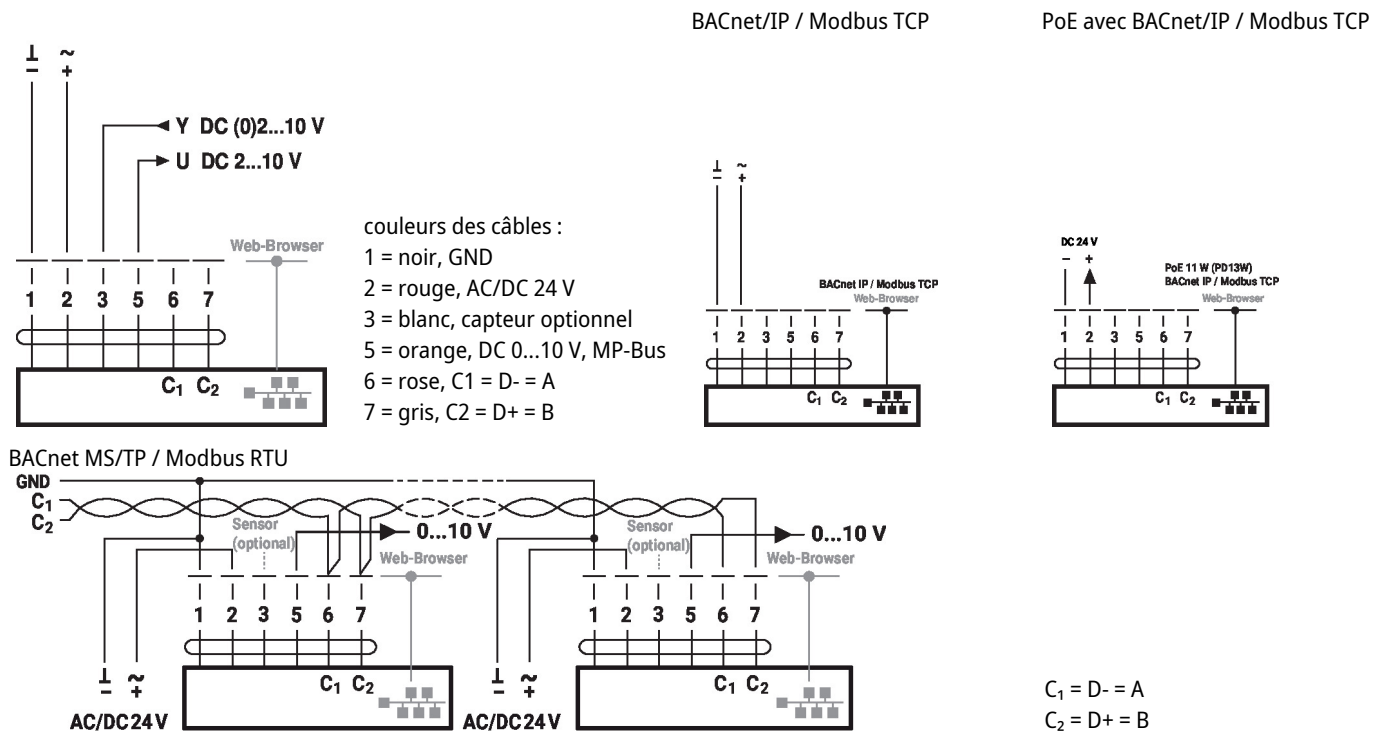 BACnet/IP / Modbus TCP
PoE avec BACnet/IP / Modbus TCP
⊥ ~
− +
Y DC (0)2...10 V
U DC 2...10 V
Web-Browser
1 2 3 5 6 7
C₁ C₂
couleurs des câbles :
1 = noir, GND
2 = rouge, AC/DC 24 V
3 = blanc, capteur optionnel
5 = orange, DC 0...10 V, MP-Bus
6 = rose, C1 = D- = A
7 = gris, C2 = D+ = B
⊥ ~
− +
BACnet IP / Modbus TCP
Web-Browser
1 2 3 5 6 7
C₁ C₂
DC 24 V
− +
PoE 11 W (PD13W)
BACnet IP / Modbus TCP
Web-Browser
1 2 3 5 6 7
C₁ C₂
BACnet MS/TP / Modbus RTU
GND
C₁
C₂
Sensor
(optional)
0...10 V
Web-Browser
1 2 3 5 6 7
C₁ C₂
⊥ ~
− +
AC/DC 24 V
Sensor
(optional)
0...10 V
Web-Browser
1 2 3 5 6 7
C₁ C₂
⊥ ~
− +
AC/DC 24 V
C₁ = D- = A
C₂ = D+ = B